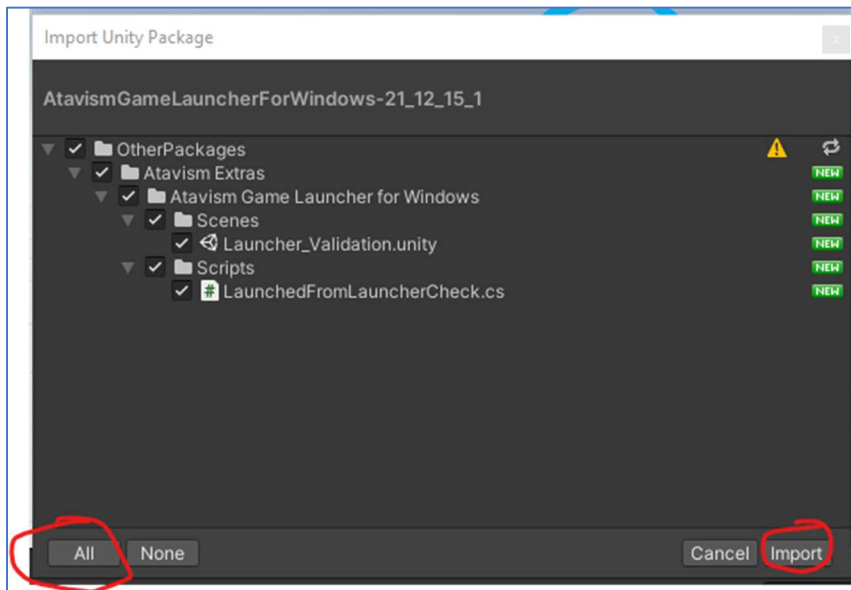 Import Unity Package
x
AtavismGameLauncherForWindows-21_12_15_1
OtherPackages
Atavism Extras NEW
Atavism Game Launcher for Windows NEW
Scenes NEW
Launcher_Validation.unity NEW
Scripts NEW
# LaunchedFromLauncherCheck.cs NEW
All None Cancel Import